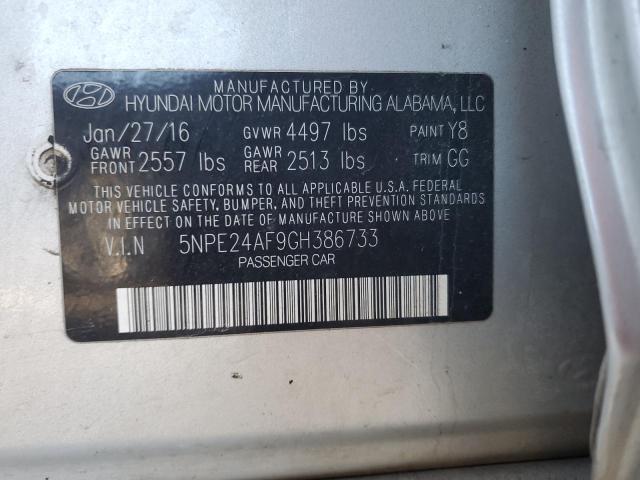 MANUFACTURED BY
HYUNDAI MOTOR MANUFACTURING ALABAMA, LLC
Jan/27/16 GVWR 4497 lbs PAINT Y8
GAWR FRONT 2557 lbs GAWR REAR 2513 lbs TRIM GG
THIS VEHICLE CONFORMS TO ALL APPLICABLE U.S.A. FEDERAL
MOTOR VEHICLE SAFETY, BUMPER, AND THEFT PREVENTION STANDARDS
IN EFFECT ON THE DATE OF MANUFACTURE SHOWN ABOVE.
V.I.N 5NPE24AF9GH386733
PASSENGER CAR